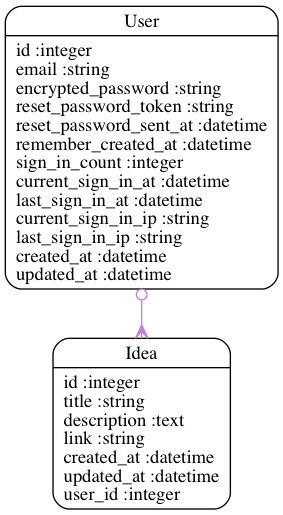 User
id :integer
email :string
encrypted_password :string
reset_password_token :string
reset_password_sent_at :datetime
remember_created_at :datetime
sign_in_count :integer
current_sign_in_at :datetime
last_sign_in_at :datetime
current_sign_in_ip :string
last_sign_in_ip :string
created_at :datetime
updated_at :datetime
Idea
id :integer
title :string
description :text
link :string
created_at :datetime
updated_at :datetime
user_id :integer